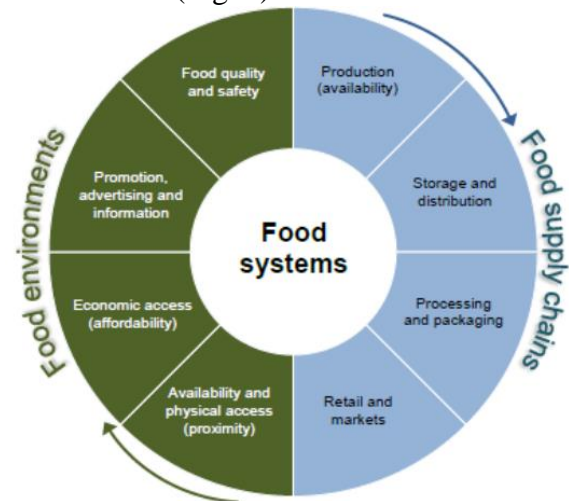 Food quality
and safety
Production
(availability)
Promotion,
advertising and
information
Storage and
distribution
Food
systems
Economic access
(affordability)
Processing
and packaging
Availability and
physical access
(proximity)
Retail and
markets
Food environments
Food supply chains